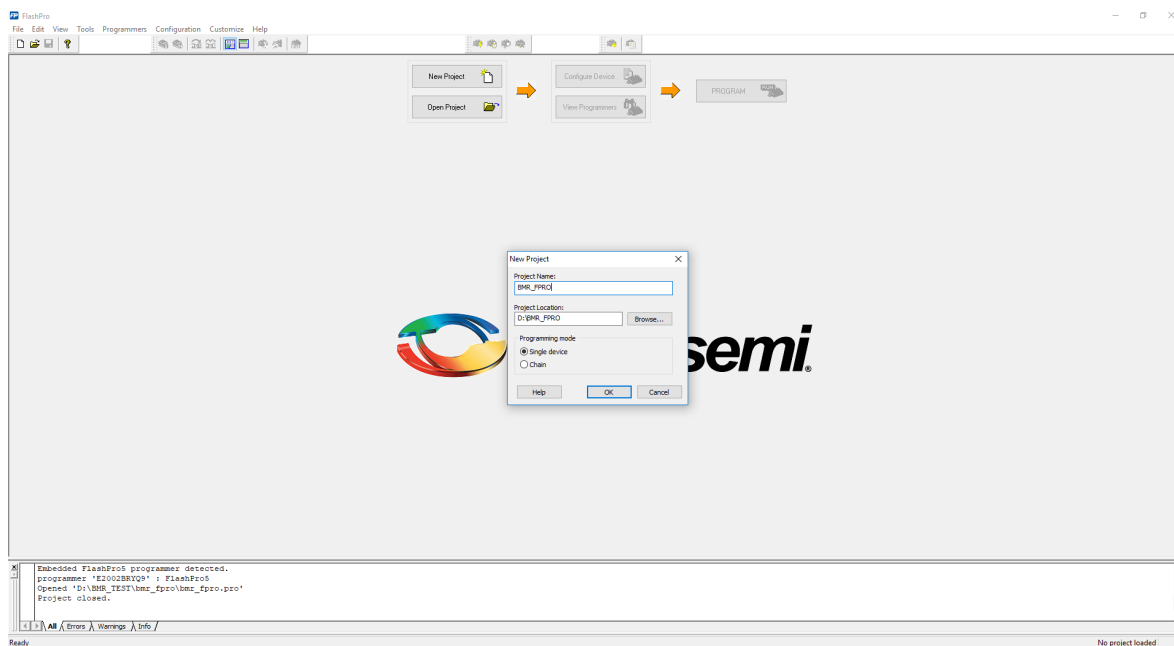 FlashPro
File Edit View Tools Programmers Configuration Customize Help
New Project
Configure Device
PROGRAM
Open Project
View Programmers
New Project
Project Name:
BMR_FPRO
Project Location:
D:\BMR_FPRO
Browse...
Programming mode
Single device
Chain
Help OK Cancel
semi.
Embedded FlashPro5 programmer detected.
programmer 'E2002BRYQ9' : FlashPro5
Opened 'D:\BMR_TEST\bmr_fpro\bmr_fpro.pro'
Project closed.
All Errors Warnings Info
Ready
No project loaded